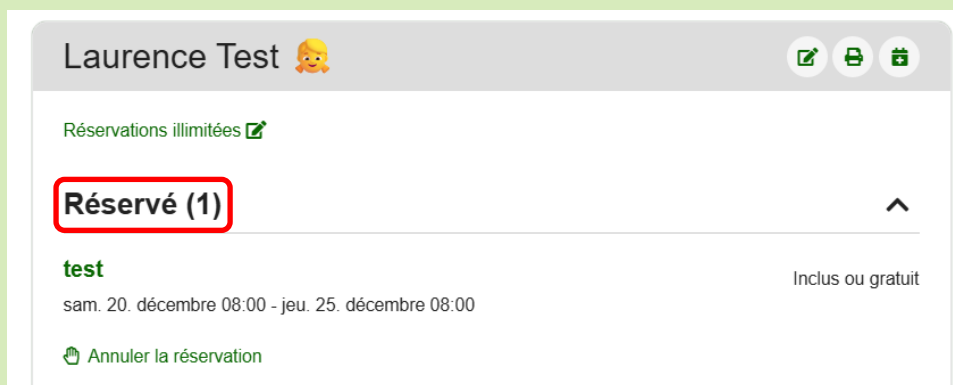 Laurence Test
Réservations illimitées
Réservé (1)
test
Inclus ou gratuit
sam. 20. décembre 08:00 - jeu. 25. décembre 08:00
Annuler la réservation